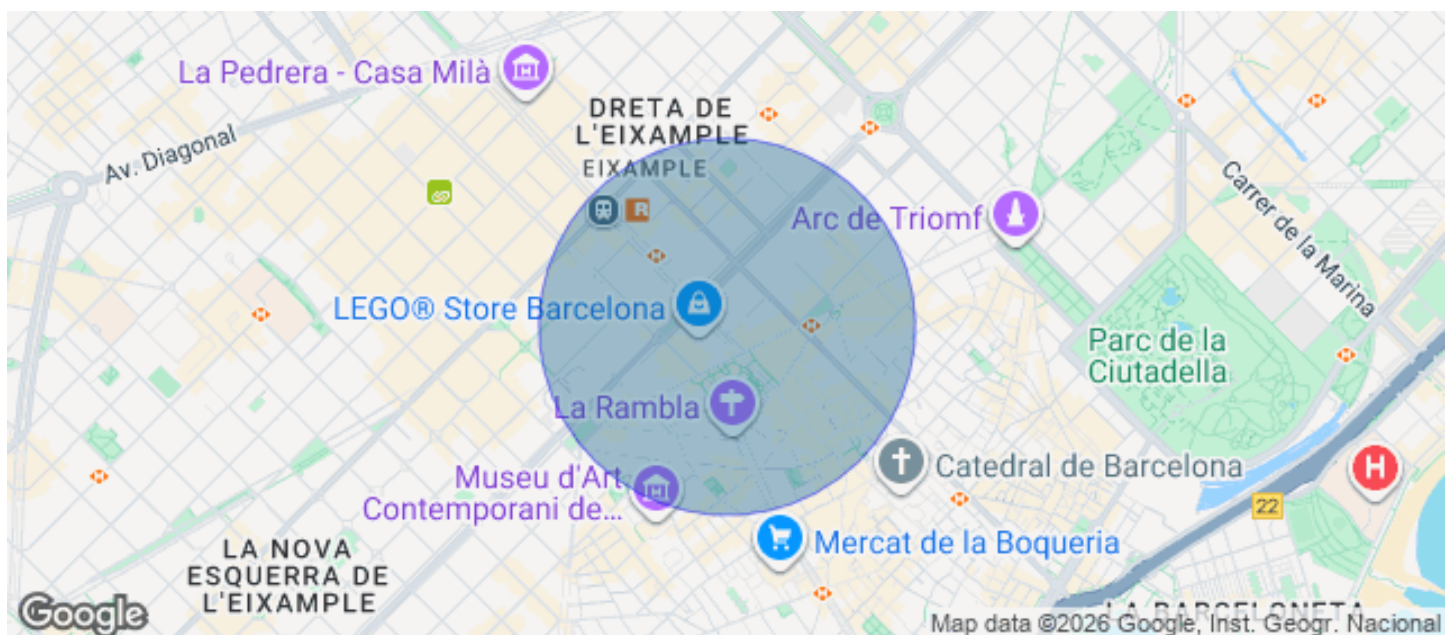 La Pedrera - Casa Milà
DRETA DE
L'EIXAMPLE
EIXAMPLE
Av. Diagonal
R
Carrer de la Marina
Arc de Triomf
LEGO® Store Barcelona
Parc de la
Ciutadella
La Rambla
Museu d'Art
Contemporani de...
Catedral de Barcelona
H
22
Mercat de la Boqueria
LA NOVA
ESQUERRA DE
L'EIXAMPLE
LA BARCELONETA
Google
Map data ©2026 Google, Inst. Geogr. Nacional